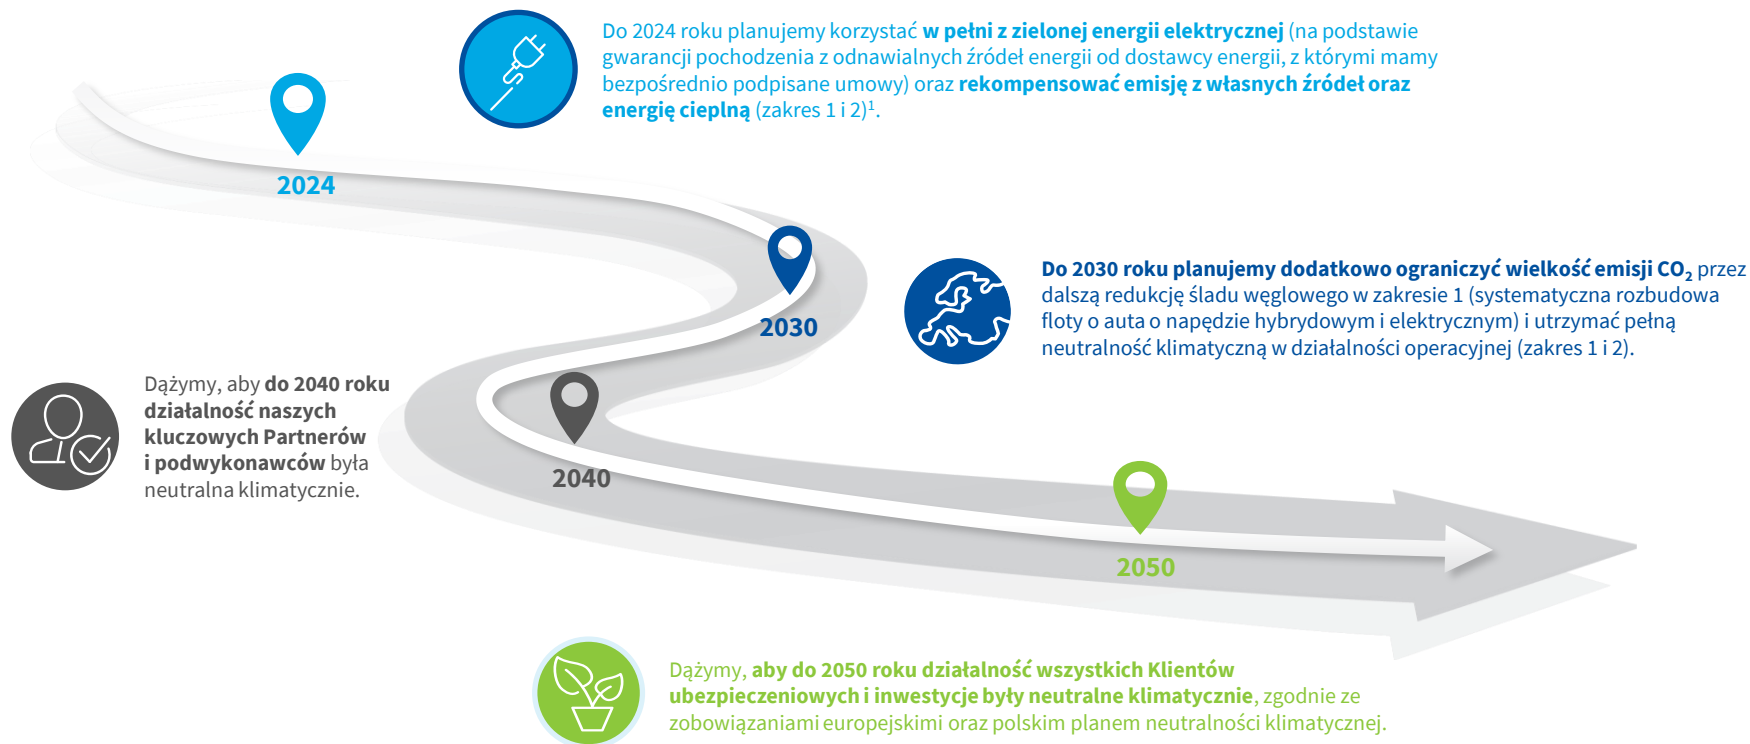 Do 2024 roku planujemy korzystać w pełni z zielonej energii elektrycznej (na podstawie
gwarancji pochodzenia z odnawialnych źródeł energii od dostawcy energii, z którymi mamy
bezpośrednio podpisane umowy) oraz rekompensować emisję z własnych źródeł oraz
energię cieplną (zakres 1 i 2)¹.
2024
2030
Do 2030 roku planujemy dodatkowo ograniczyć wielkość emisji CO₂ przez
dalszą redukcję śladu węglowego w zakresie 1 (systematyczna rozbudowa
floty o auta o napędzie hybrydowym i elektrycznym) i utrzymać pełną
neutralność klimatyczną w działalności operacyjnej (zakres 1 i 2).
Dążymy, aby do 2040 roku
działalność naszych
kluczowych Partnerów
i podwykonawców była
neutralna klimatycznie.
2040
2050
Dążymy, aby do 2050 roku działalność wszystkich Klientów
ubezpieczeniowych i inwestycje były neutralne klimatycznie, zgodnie ze
zobowiązaniami europejskimi oraz polskim planem neutralności klimatycznej.